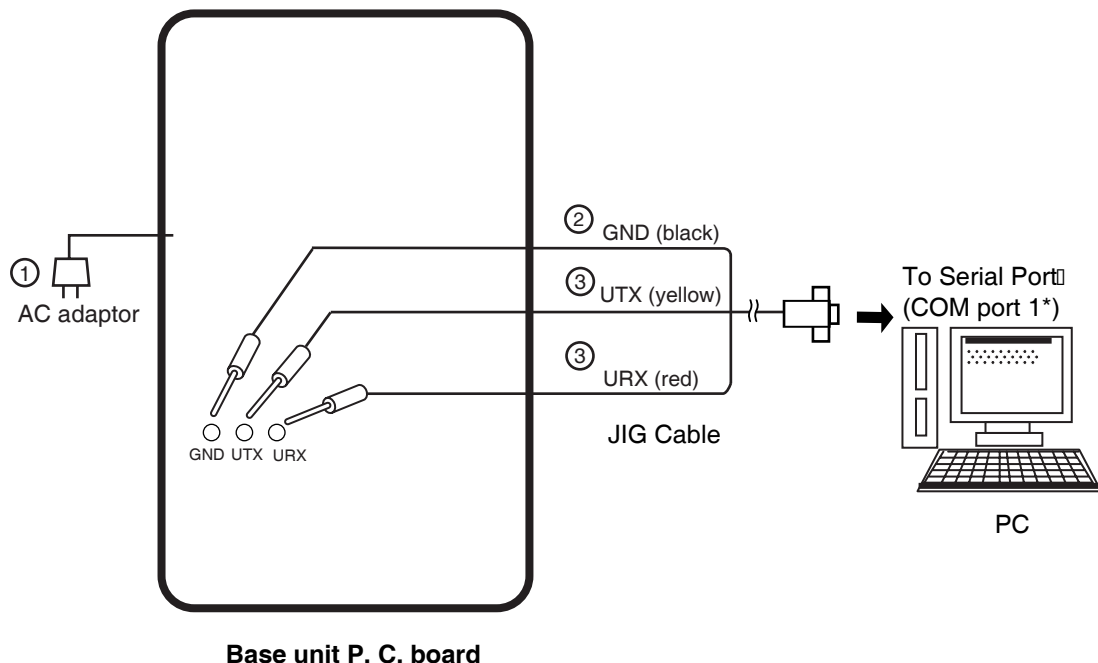 ① AC adaptor
② GND (black)
③ UTX (yellow)
③ URX (red)
GND UTX URX
JIG Cable
To Serial Port▯
(COM port 1*)
PC
Base unit P. C. board